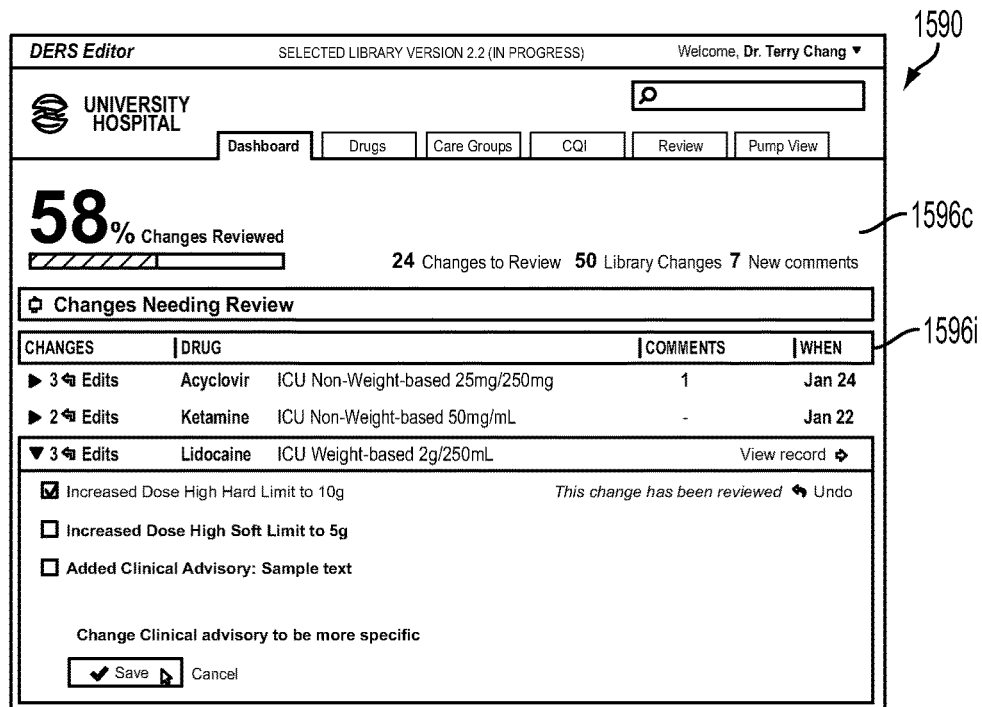 1590
DERS Editor SELECTED LIBRARY VERSION 2.2 (IN PROGRESS) Welcome, Dr. Terry Chang
UNIVERSITY
HOSPITAL
Dashboard Drugs Care Groups CQI Review Pump View
58% Changes Reviewed
1596c
24 Changes to Review 50 Library Changes 7 New comments
Changes Needing Review
1596i
CHANGES DRUG COMMENTS WHEN
3 Edits Acyclovir ICU Non-Weight-based 25mg/250mg 1 Jan 24
2 Edits Ketamine ICU Non-Weight-based 50mg/mL - Jan 22
3 Edits Lidocaine ICU Weight-based 2g/250mL View record
Increased Dose High Hard Limit to 10g This change has been reviewed Undo
Increased Dose High Soft Limit to 5g
Added Clinical Advisory: Sample text
Change Clinical advisory to be more specific
Save Cancel